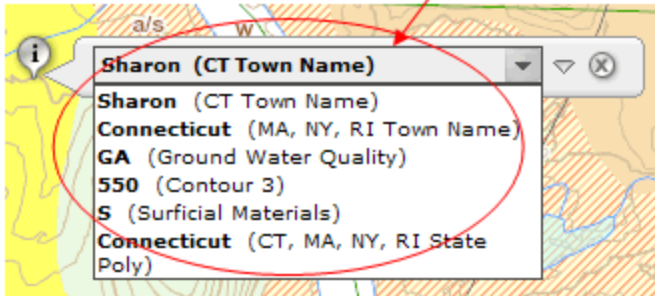 a/s
W
i
Sharon (CT Town Name)
Sharon (CT Town Name)
Connecticut (MA, NY, RI Town Name)
GA (Ground Water Quality)
550 (Contour 3)
S (Surficial Materials)
Connecticut (CT, MA, NY, RI State
Poly)